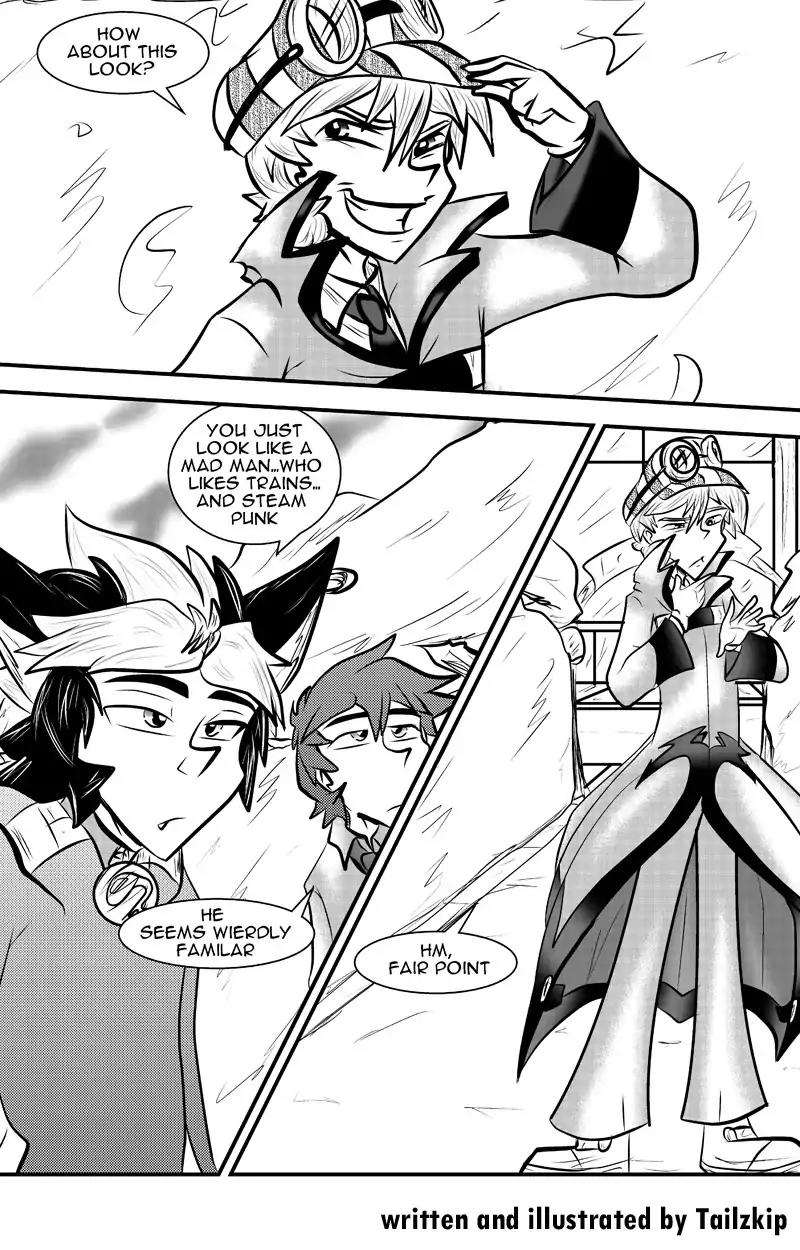 HOW
ABOUT THIS
LOOK?
YOU JUST
LOOK LIKE A
MAD MAN...WHO
LIKES TRAINS...
AND STEAM
PUNK
HE
SEEMS WIERDLY
FAMILAR
HM,
FAIR POINT
written and illustrated by Tailzkip